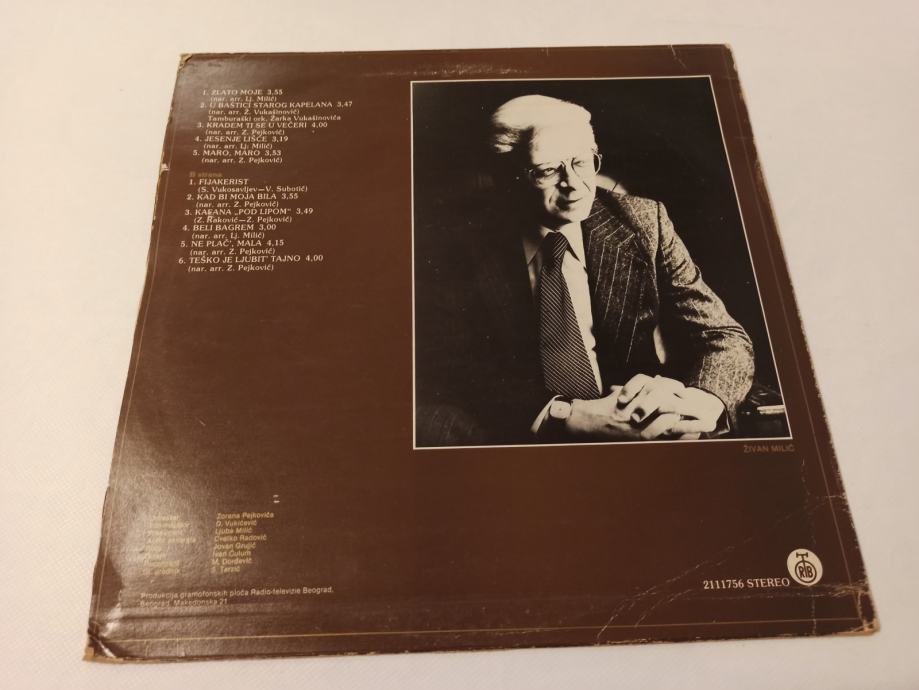 1. ZLATO MOJE 3,55
(nar. arr. Lj. Milić)
2. U BAŠTICI STAROG KAPELANA 3,47
(nar. arr. Ž. Vukašinović)
Tamburaški ork. Žarka Vukašinovića
3. KRADEM TI SE U VEČERI 4,00
(nar. arr. Z. Pejković)
4. JESENJE LIŠĆE 3,19
(nar. arr. Lj. Milić)
5. MARO, MARO 3,53
(nar. arr. Z. Pejković)
B strana
1. FIJAKERIST
(S. Vukosavljev—V. Subotić)
2. KAD BI MOJA BILA 3,55
(nar. arr. Z. Pejković)
3. KAFANA „POD LIPOM" 3,49
(Z. Raković—Z. Pejković)
4. BELI BAGREM 3,00
(nar. arr. Lj. Milić)
5. NE PLAČ', MALA 4,15
(nar. arr. Z. Pejković)
6. TEŠKO JE LJUBIT' TAJNO 4,00
(nar. arr. Z. Pejković)
ŽIVAN MILIĆ
Zorana Pejkovića
D. Vukićević
Ljuba Milić
Cvetko Radović
Jovan Grujić
Ivan Ćulum
M. Đorđević
S. Tarzić
Produkcija gramofonskih ploča Radio-televizie Beograd,
Beograd, Makedonska 21
2111756 STEREO
RTB